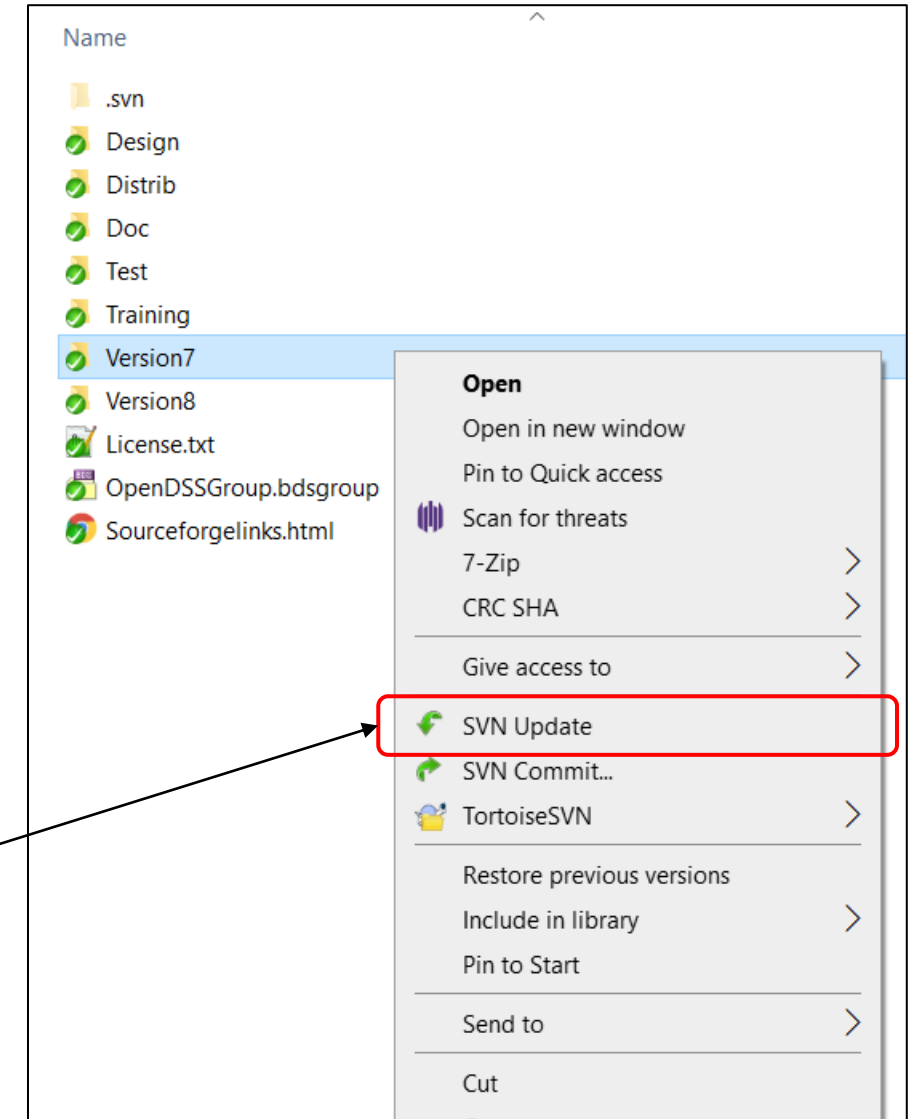 Name
.svn
Design
Distrib
Doc
Test
Training
Version7
Version8
License.txt
OpenDSSGroup.bdsgroup
Sourceforgelinks.html
Open
Open in new window
Pin to Quick access
Scan for threats
7-Zip
CRC SHA
Give access to
SVN Update
SVN Commit...
TortoiseSVN
Restore previous versions
Include in library
Pin to Start
Send to
Cut